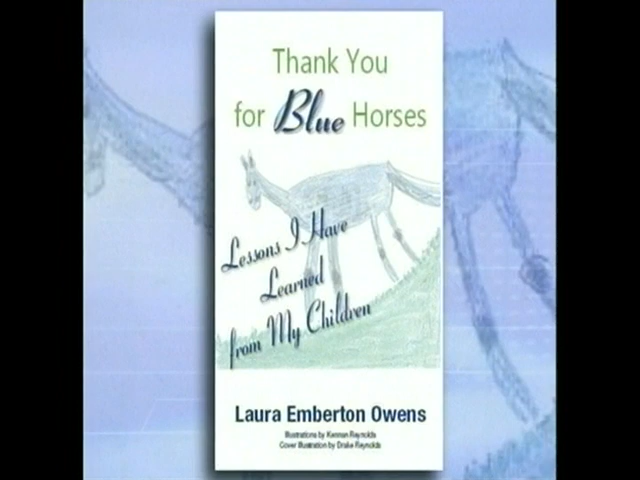 Thank You
for Blue Horses
Lessons I Have
Learned
from My Children
Laura Emberton Owens
Illustrations by Kennan Reynolds
Cover Illustration by Drake Reynolds